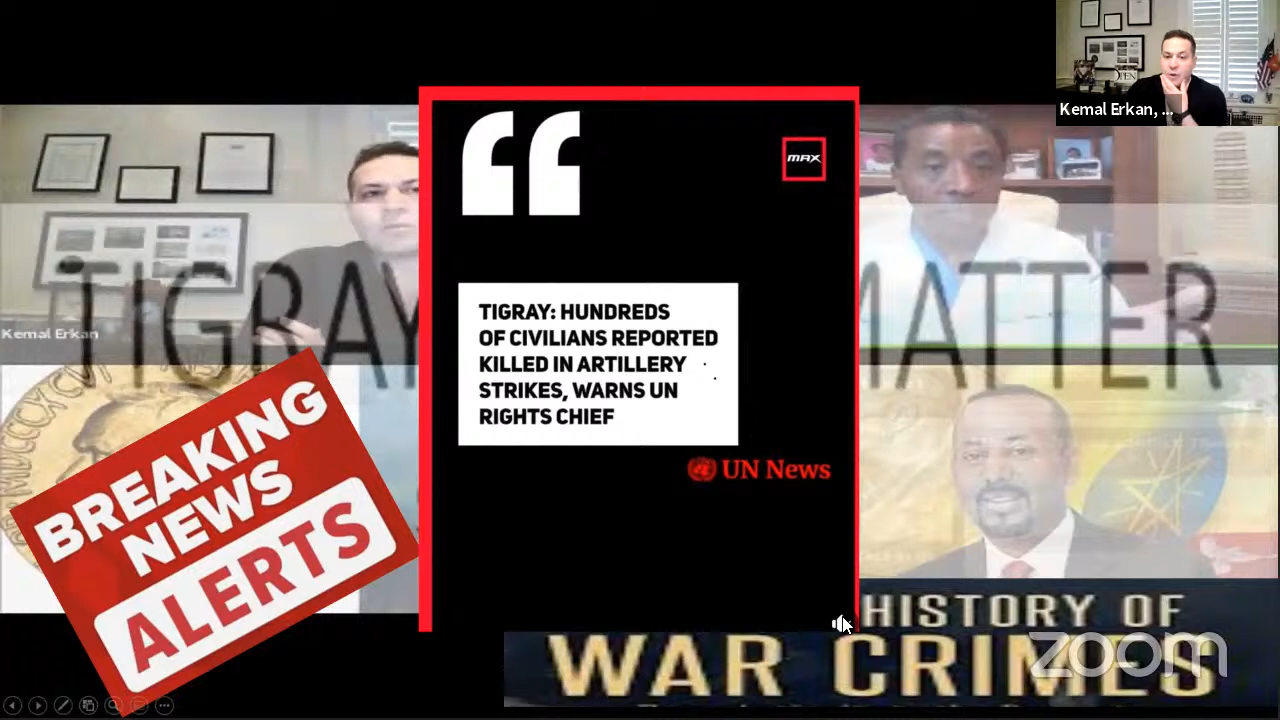 Kemal Erkan, ...
MAX
TIGRAY: HUNDREDS
OF CIVILIANS REPORTED
KILLED IN ARTILLERY
STRIKES, WARNS UN
RIGHTS CHIEF
UN News
TIGRAY
MATTER
Kemal Erkan
BREAKING
NEWS
ALERTS
HISTORY OF
WAR CRIMES
zoom